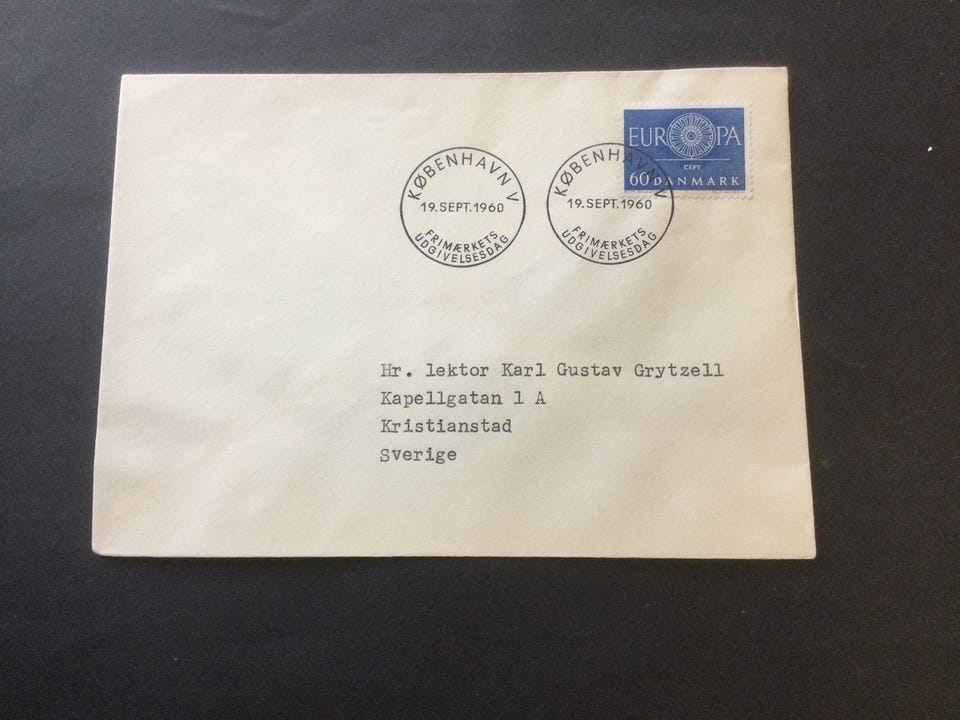 KØBENHAVN V
19.SEPT.1960
FRIMÆRKETS
UDGIVELSESDAG
KØBENHAVN V
19.SEPT.1960
FRIMÆRKETS
UDGIVELSESDAG
EUROPA
CEPT
60 DANMARK
Hr. lektor Karl Gustav Grytzell
Kapellgatan 1 A
Kristianstad
Sverige